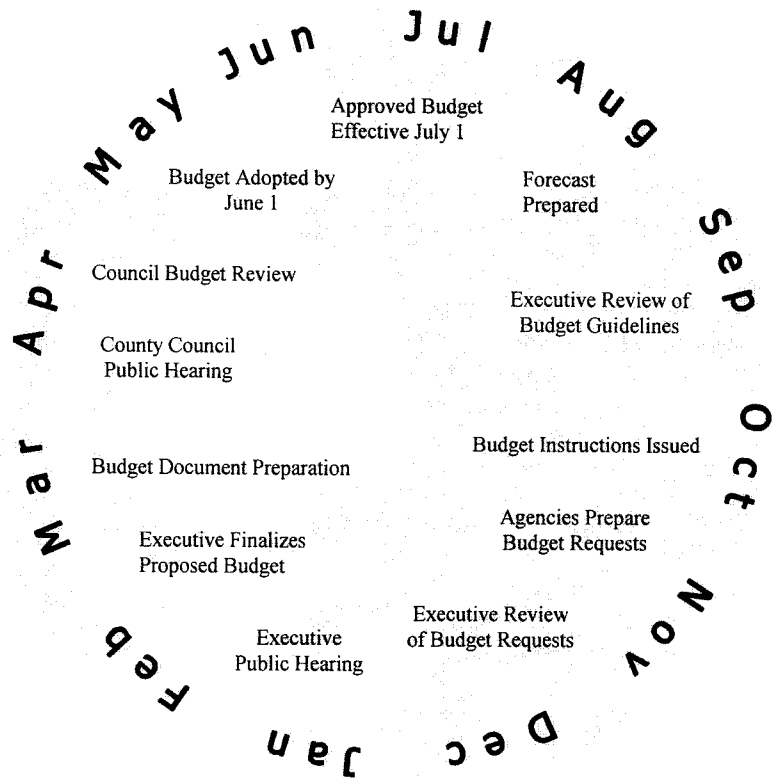 Jul
Aug
Sep
Oct
Nov
Dec
Jan
Feb
Mar
Apr
May
Jun
Approved Budget
Effective July 1
Forecast
Prepared
Executive Review of
Budget Guidelines
Budget Instructions Issued
Agencies Prepare
Budget Requests
Executive Review
of Budget Requests
Executive
Public Hearing
Executive Finalizes
Proposed Budget
Budget Document Preparation
County Council
Public Hearing
Council Budget Review
Budget Adopted by
June 1